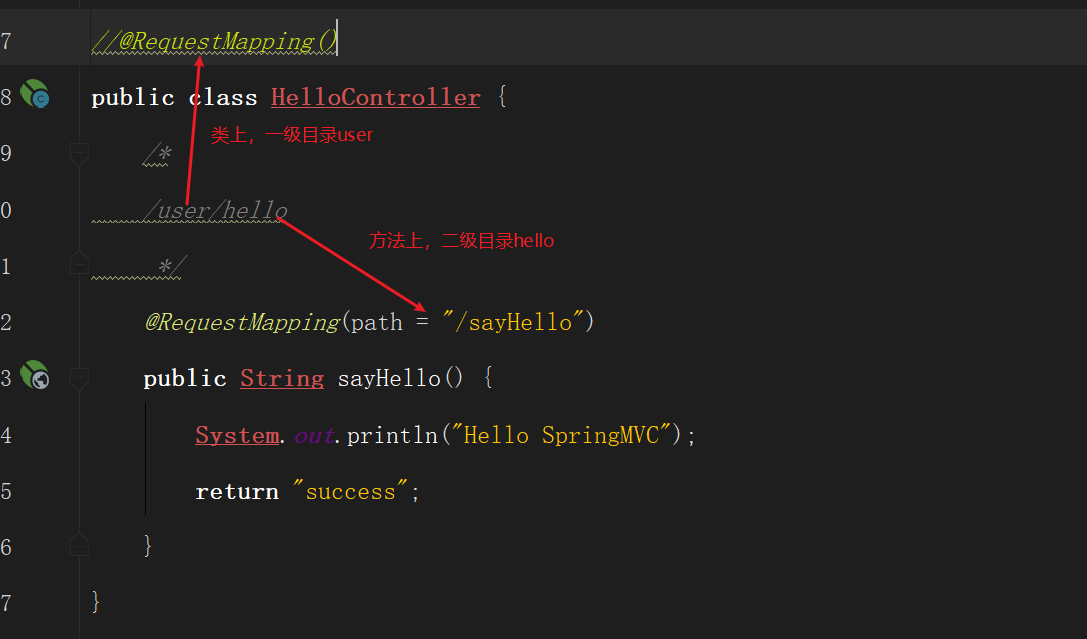 7 //@RequestMapping()
8 public class HelloController {
类上，一级目录user
9 /*
0 /user/hello
方法上，二级目录hello
1 */
2 @RequestMapping(path = "/sayHello")
3 public String sayHello() {
4 System.out.println("Hello SpringMVC");
5 return "success";
6 }
7 }